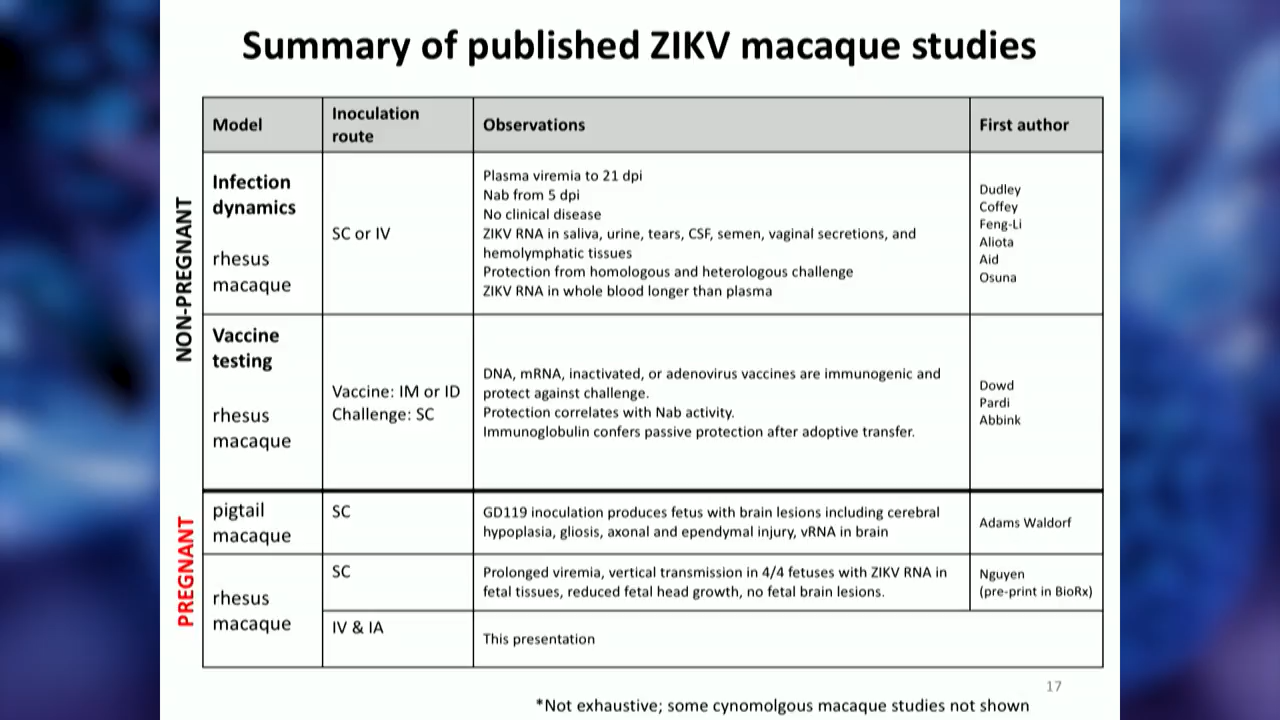 Summary of published ZIKV macaque studies
Model
Inoculation
route
Observations
First author
NON-PREGNANT
Infection
dynamics
rhesus
macaque
SC or IV
Plasma viremia to 21 dpi
Nab from 5 dpi
No clinical disease
ZIKV RNA in saliva, urine, tears, CSF, semen, vaginal secretions, and
hemolymphatic tissues
Protection from homologous and heterologous challenge
ZIKV RNA in whole blood longer than plasma
Dudley
Coffey
Feng-Li
Aliota
Aid
Osuna
Vaccine
testing
rhesus
macaque
Vaccine: IM or ID
Challenge: SC
DNA, mRNA, inactivated, or adenovirus vaccines are immunogenic and
protect against challenge.
Protection correlates with Nab activity.
Immunoglobulin confers passive protection after adoptive transfer.
Dowd
Pardi
Abbink
PREGNANT
pigtail
macaque
SC
GD119 inoculation produces fetus with brain lesions including cerebral
hypoplasia, gliosis, axonal and ependymal injury, vRNA in brain
Adams Waldorf
rhesus
macaque
SC
Prolonged viremia, vertical transmission in 4/4 fetuses with ZIKV RNA in
fetal tissues, reduced fetal head growth, no fetal brain lesions.
Nguyen
(pre-print in BioRx)
IV & IA
This presentation
17
*Not exhaustive; some cynomolgous macaque studies not shown